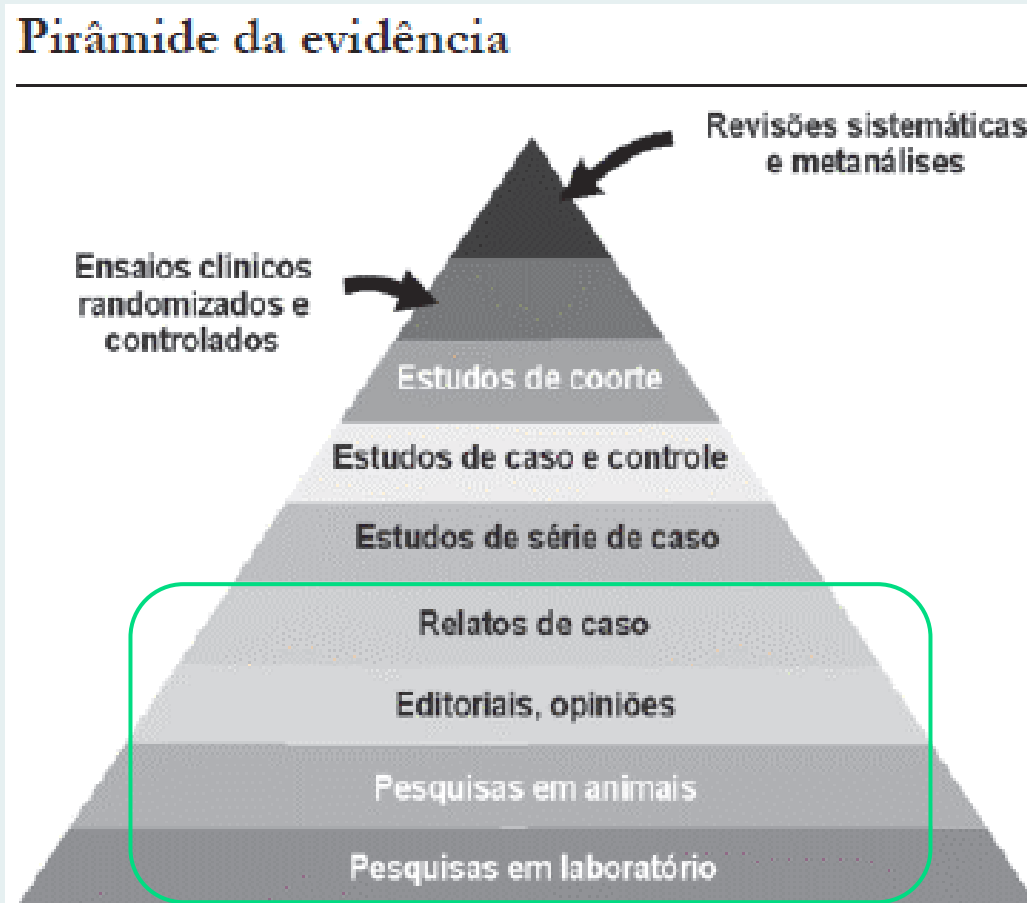 Pirâmide da evidência
Revisões sistemáticas
e metanálises
Ensaios clínicos
randomizados e
controlados
Estudos de coorte
Estudos de caso e controle
Estudos de série de caso
Relatos de caso
Editoriais, opiniões
Pesquisas em animais
Pesquisas em laboratório